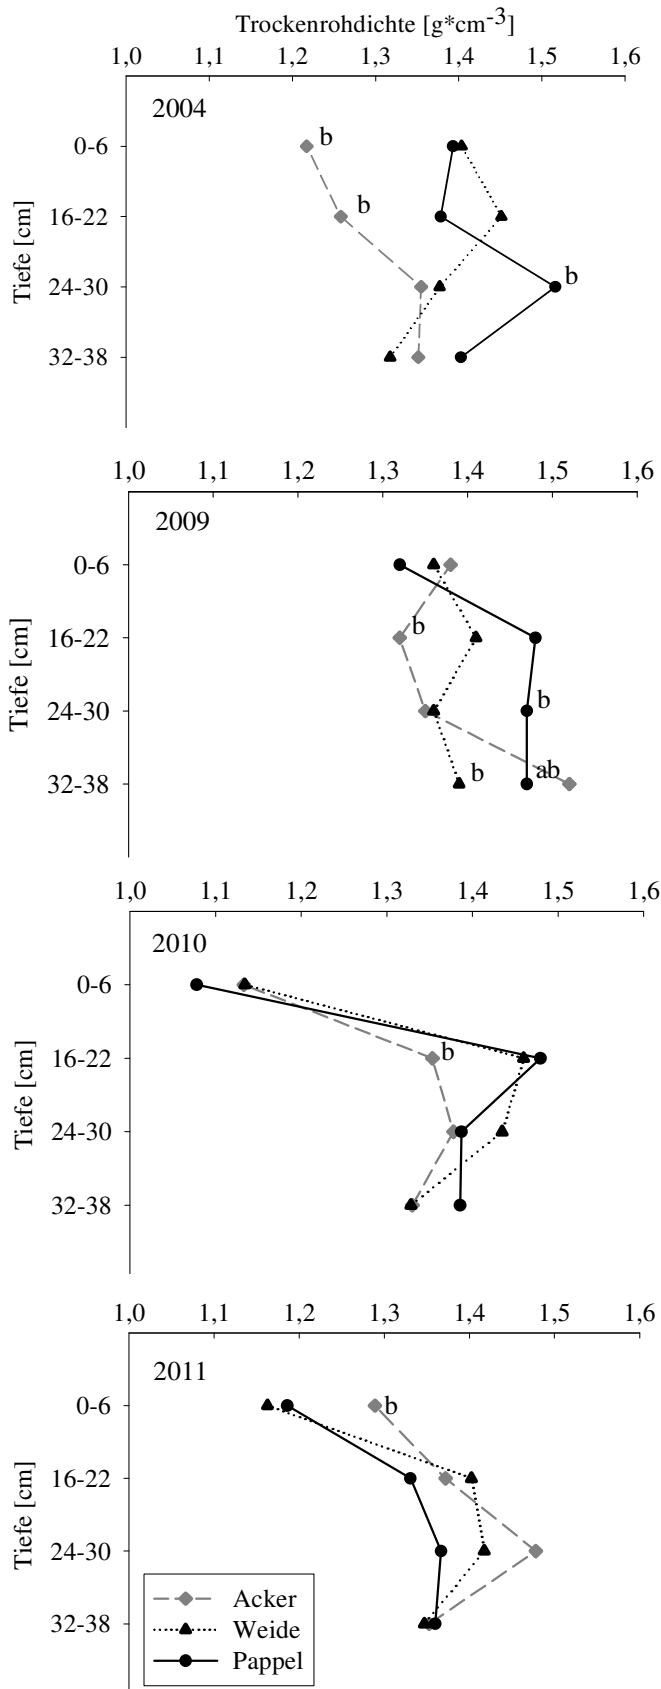 Trockenrohdichte [g*cm-3]
1,0 1,1 1,2 1,3 1,4 1,5 1,6
2004
0-6 b
16-22 b
24-30 b
32-38
Tiefe [cm]
1,0 1,1 1,2 1,3 1,4 1,5 1,6
2009
0-6
16-22 b
24-30 b
32-38 b ab
Tiefe [cm]
1,0 1,1 1,2 1,3 1,4 1,5 1,6
2010
0-6
16-22 b
24-30
32-38
Tiefe [cm]
1,0 1,1 1,2 1,3 1,4 1,5 1,6
2011
0-6 b
16-22
24-30
32-38
Tiefe [cm]
Acker
Weide
Pappel